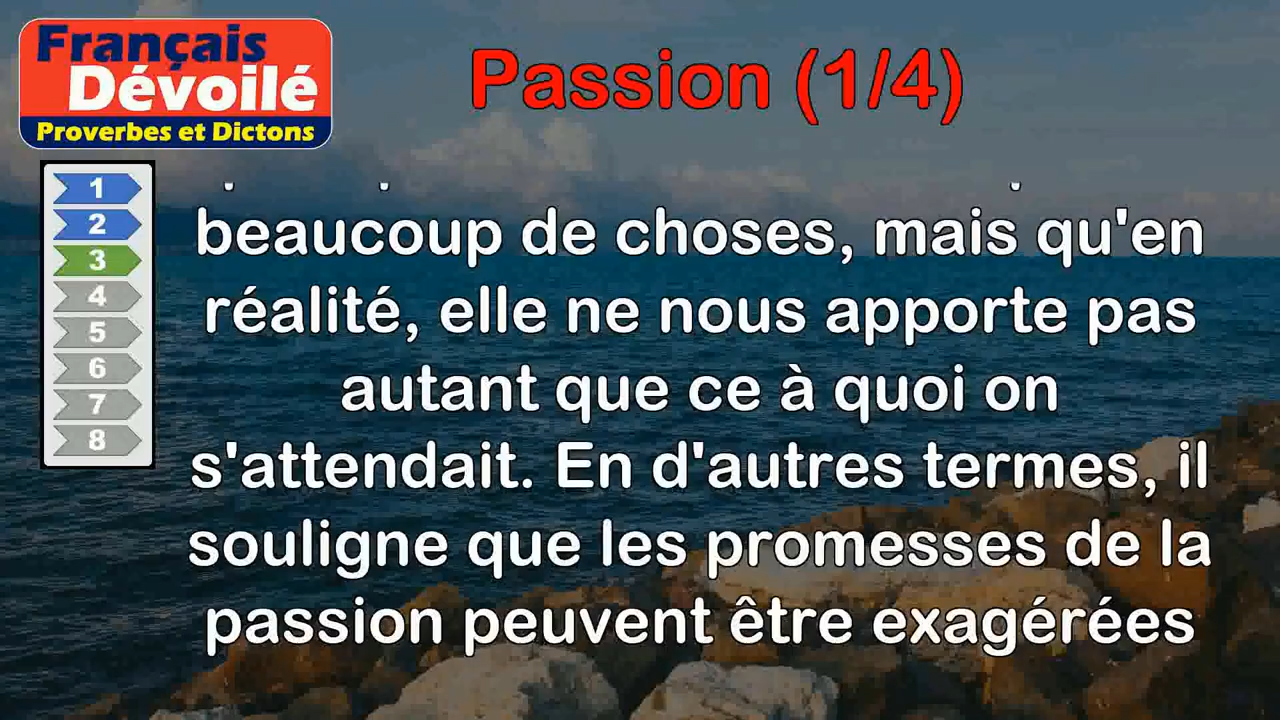 Français
Dévoilé
Proverbes et Dictons
Passion (1/4)
1
2
3
4
5
6
7
8
beaucoup de choses, mais qu'en
réalité, elle ne nous apporte pas
autant que ce à quoi on
s'attendait. En d'autres termes, il
souligne que les promesses de la
passion peuvent être exagérées